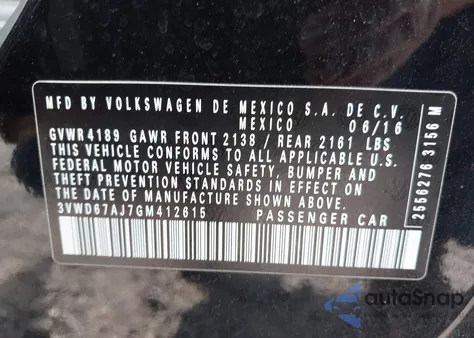 MFD BY VOLKSWAGEN DE MEXICO S.A. DE C.V.
MEXICO 06/16
GVWR 4189 GAWR FRONT 2138 / REAR 2161 LBS
THIS VEHICLE CONFORMS TO ALL APPLICABLE U.S.
FEDERAL MOTOR VEHICLE SAFETY, BUMPER AND
THEFT PREVENTION STANDARDS IN EFFECT ON
THE DATE OF MANUFACTURE SHOWN ABOVE.
3VWD67AJ7GM412615 PASSENGER CAR
2656276 3156 M
autoSnap